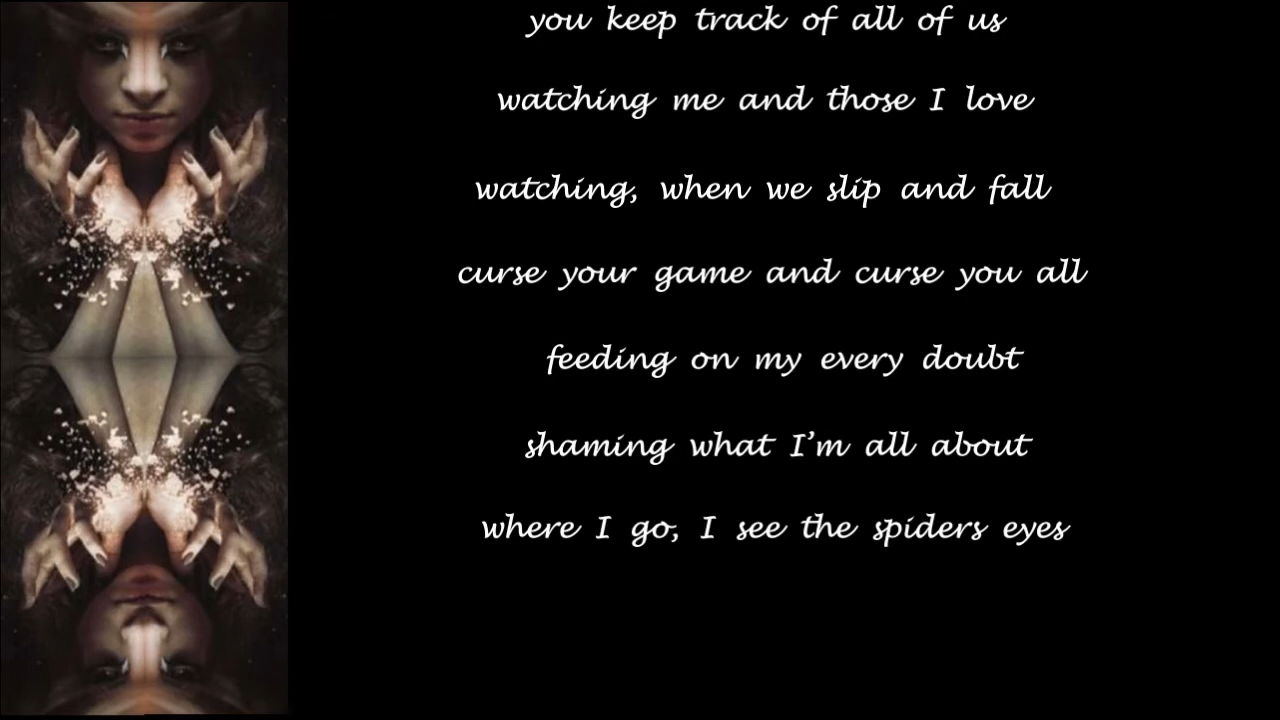 you keep track of all of us
watching me and those I love
watching, when we slip and fall
curse your game and curse you all
feeding on my every doubt
shaming what I'm all about
where I go, I see the spiders eyes